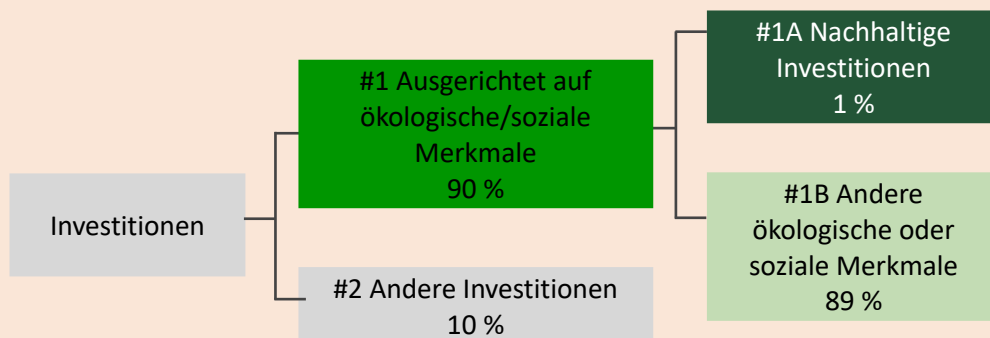 Investitionen
#1 Ausgerichtet auf
ökologische/soziale
Merkmale
90 %
#2 Andere Investitionen
10 %
#1A Nachhaltige
Investitionen
1 %
#1B Andere
ökologische oder
soziale Merkmale
89 %